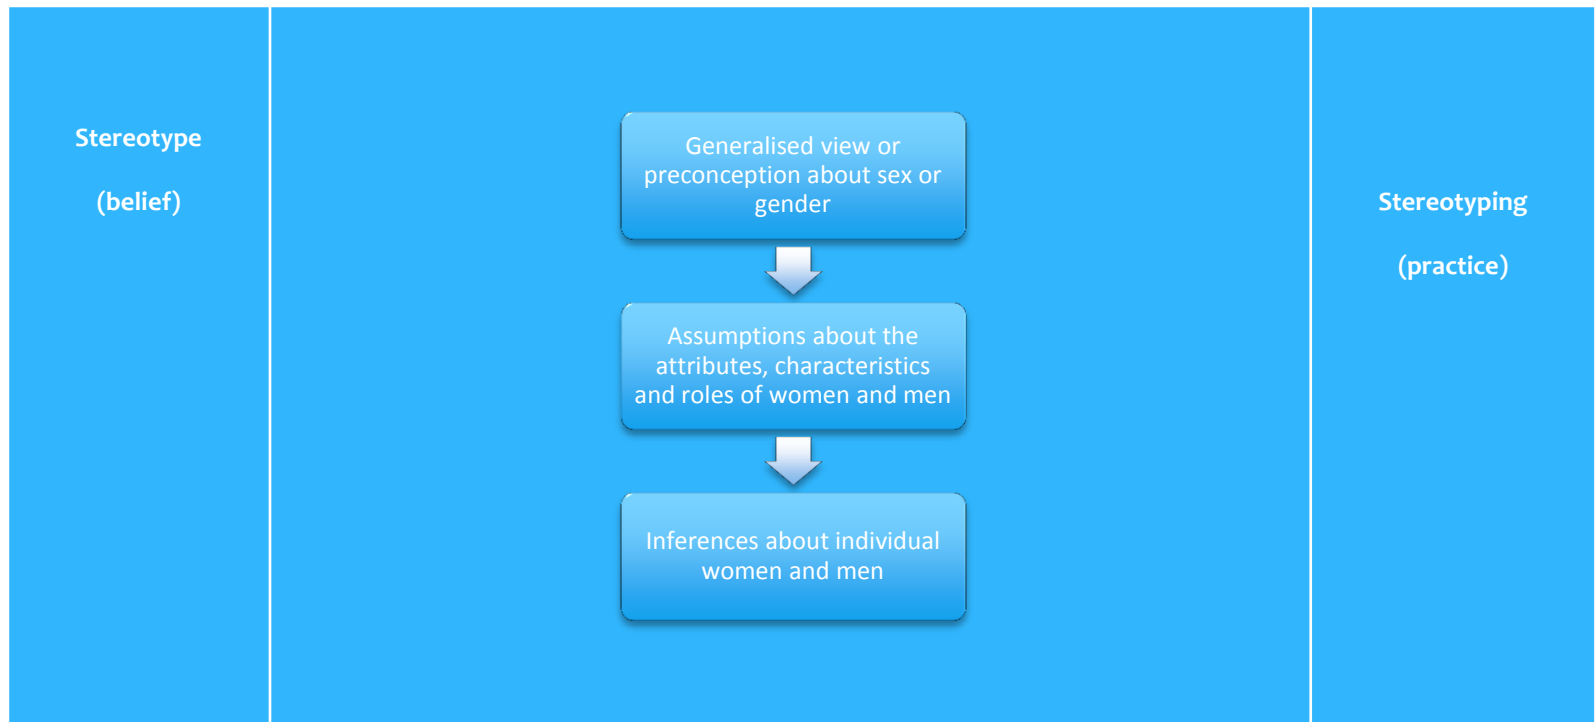 Stereotype
(belief)
Generalised view or
preconception about sex or
gender
Assumptions about the
attributes, characteristics
and roles of women and men
Inferences about individual
women and men
Stereotyping
(practice)